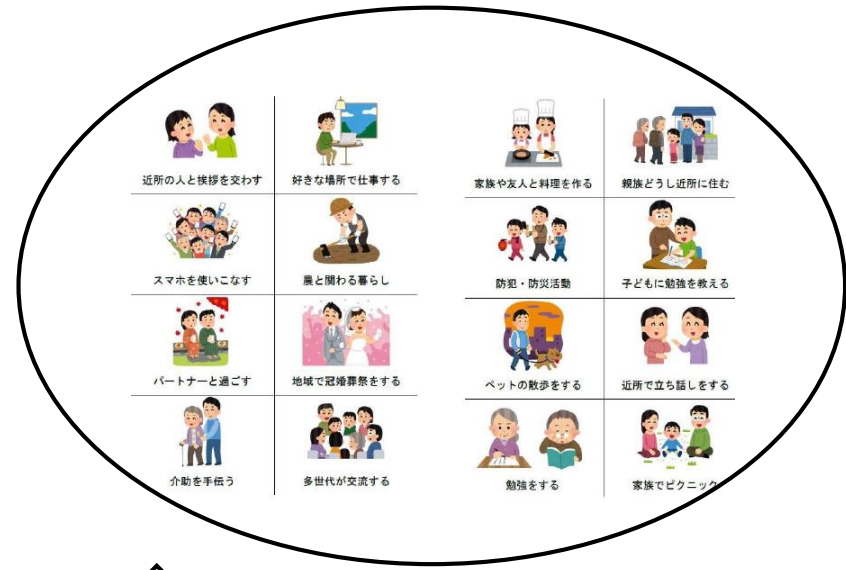 近所の人と挨拶を交わす
好きな場所で仕事する
家族や友人と料理を作る
親族どうし近所に住む
スマホを使いこなす
農と関わる暮らし
防犯・防災活動
子どもに勉強を教える
パートナーと過ごす
地域で冠婚葬祭をする
ペットの散歩をする
近所で立ち話しをする
介助を手伝う
多世代が交流する
勉強をする
家族でピクニック